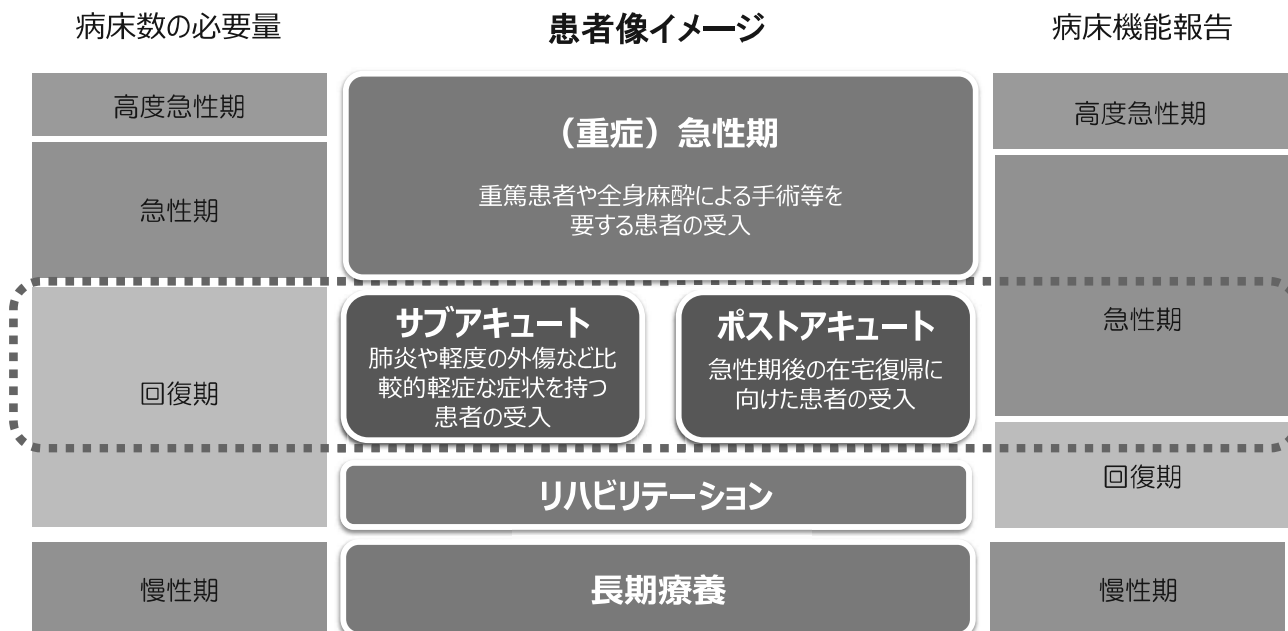 病床数の必要量
患者像イメージ
病床機能報告
高度急性期
急性期
回復期
慢性期
（重症）急性期
重篤患者や全身麻酔による手術等を
要する患者の受入
サブアキュート
肺炎や軽度の外傷など比
較的軽症な症状を持つ
患者の受入
ポストアキュート
急性期後の在宅復帰に
向けた患者の受入
リハビリテーション
長期療養
高度急性期
急性期
回復期
慢性期